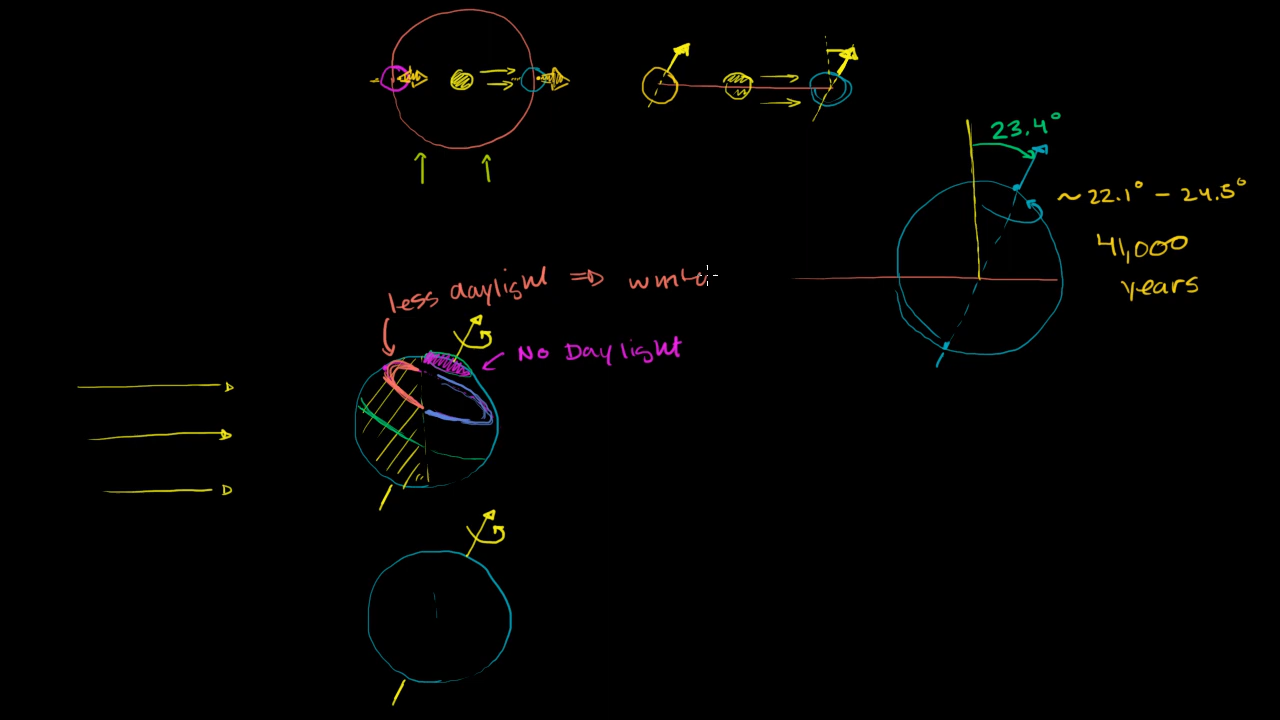 23.4°
~ 22.1° - 24.5°
41,000
years
less daylight ⇒
No Daylight